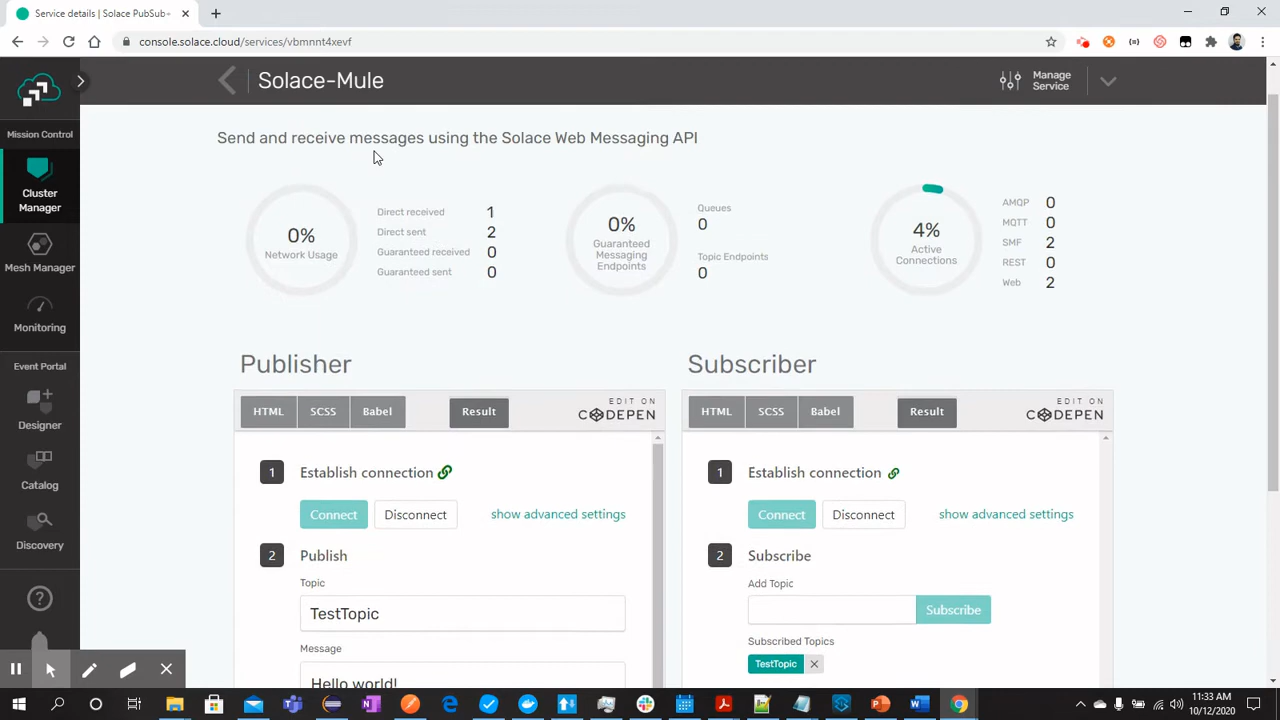 Service details | Solace PubSub+
console.solace.cloud/services/vbmnnt4xevf
Solace-Mule
Manage
Service
Mission Control
Cluster
Manager
Mesh Manager
Monitoring
Event Portal
Designer
Catalog
Discovery
Send and receive messages using the Solace Web Messaging API
0%
Network Usage
Direct received 1
Direct sent 2
Guaranteed received 0
Guaranteed sent 0
0%
Guaranteed
Messaging
Endpoints
Queues
0
Topic Endpoints
0
4%
Active
Connections
AMQP 0
MQTT 0
SMF 2
REST 0
Web 2
Publisher
HTML SCSS Babel Result
EDIT ON
CODEPEN
1 Establish connection
Connect Disconnect show advanced settings
2 Publish
Topic
TestTopic
Message
Hello world!
Subscriber
HTML SCSS Babel Result
EDIT ON
CODEPEN
1 Establish connection
Connect Disconnect show advanced settings
2 Subscribe
Add Topic
Subscribe
Subscribed Topics
TestTopic
11:33 AM
10/12/2020